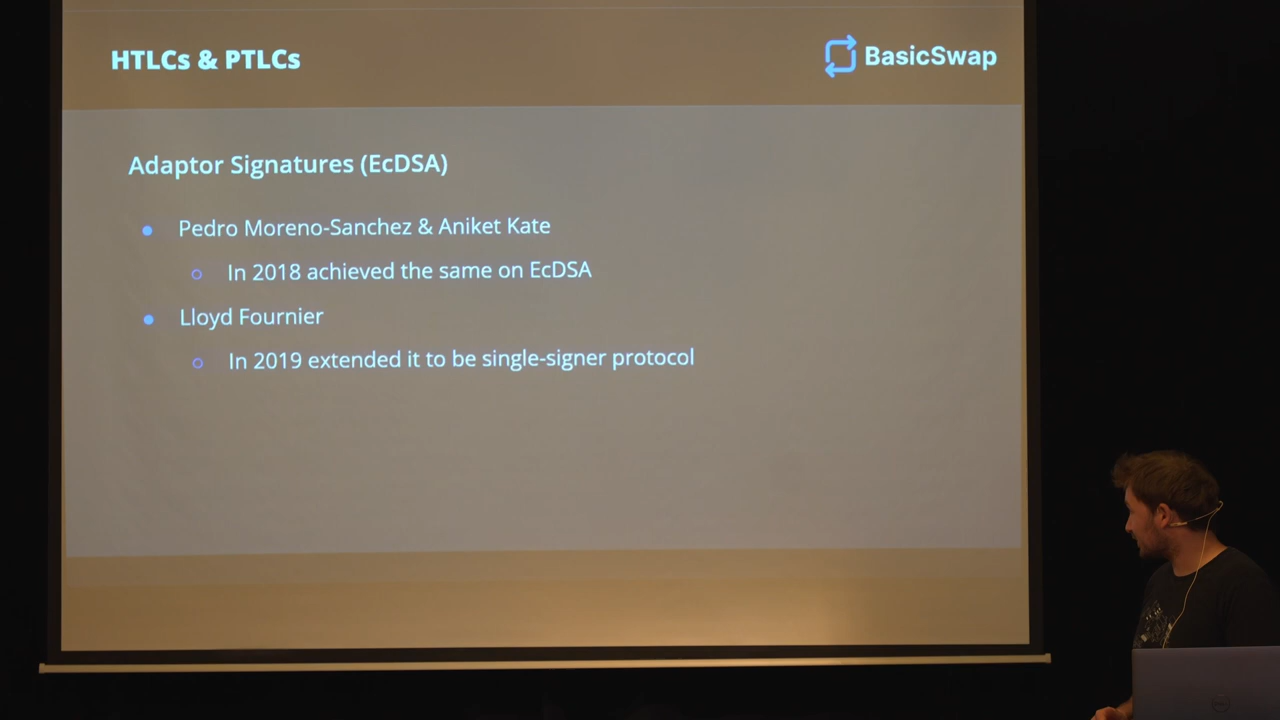 HTLCs & PTLCs
BasicSwap
Adaptor Signatures (EcDSA)
Pedro Moreno-Sanchez & Aniket Kate
In 2018 achieved the same on EcDSA
Lloyd Fournier
In 2019 extended it to be single-signer protocol